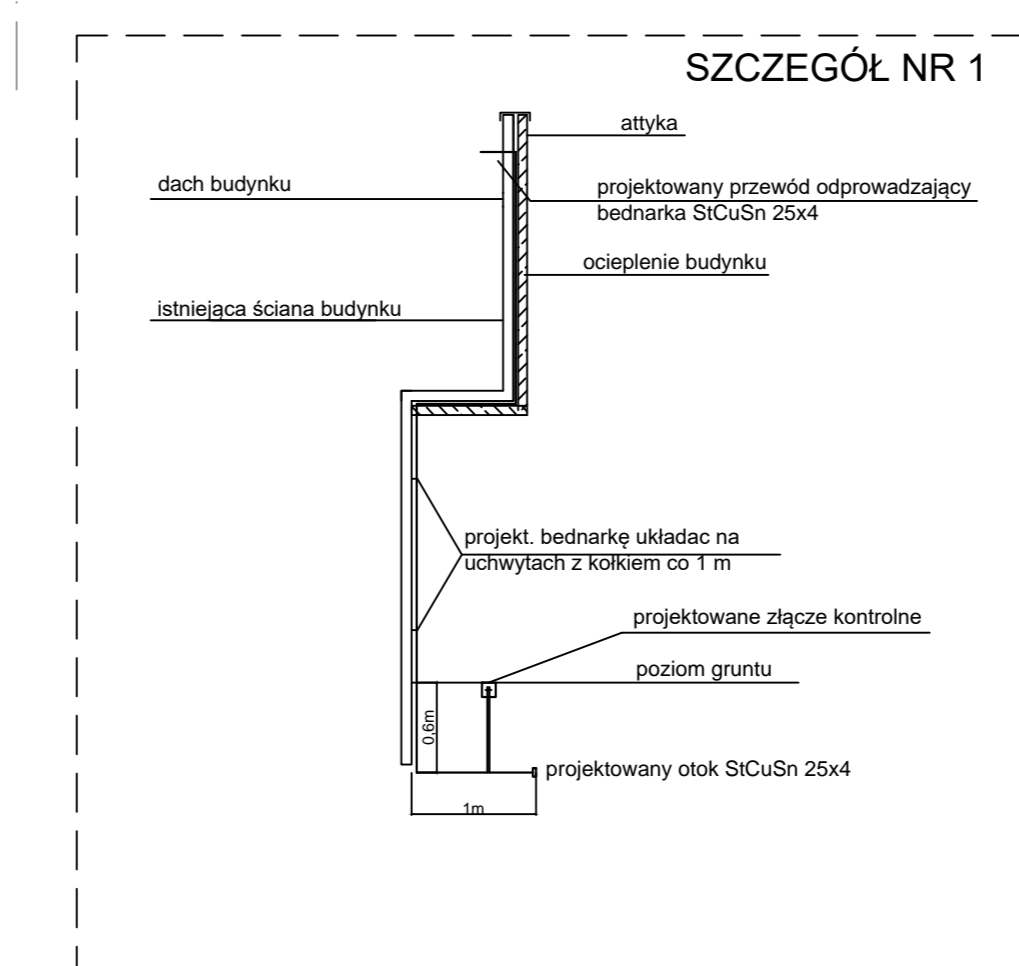 SZCZEGÓŁ NR 1
attyka
dach budynku
projektowany przewód odprowadzający
bednarka StCuSn 25x4
ocieplenie budynku
istniejąca ściana budynku
projekt. bednarkę układac na
uchwytach z kołkiem co 1 m
projektowane złącze kontrolne
poziom gruntu
0,6m
projektowany otok StCuSn 25x4
1m